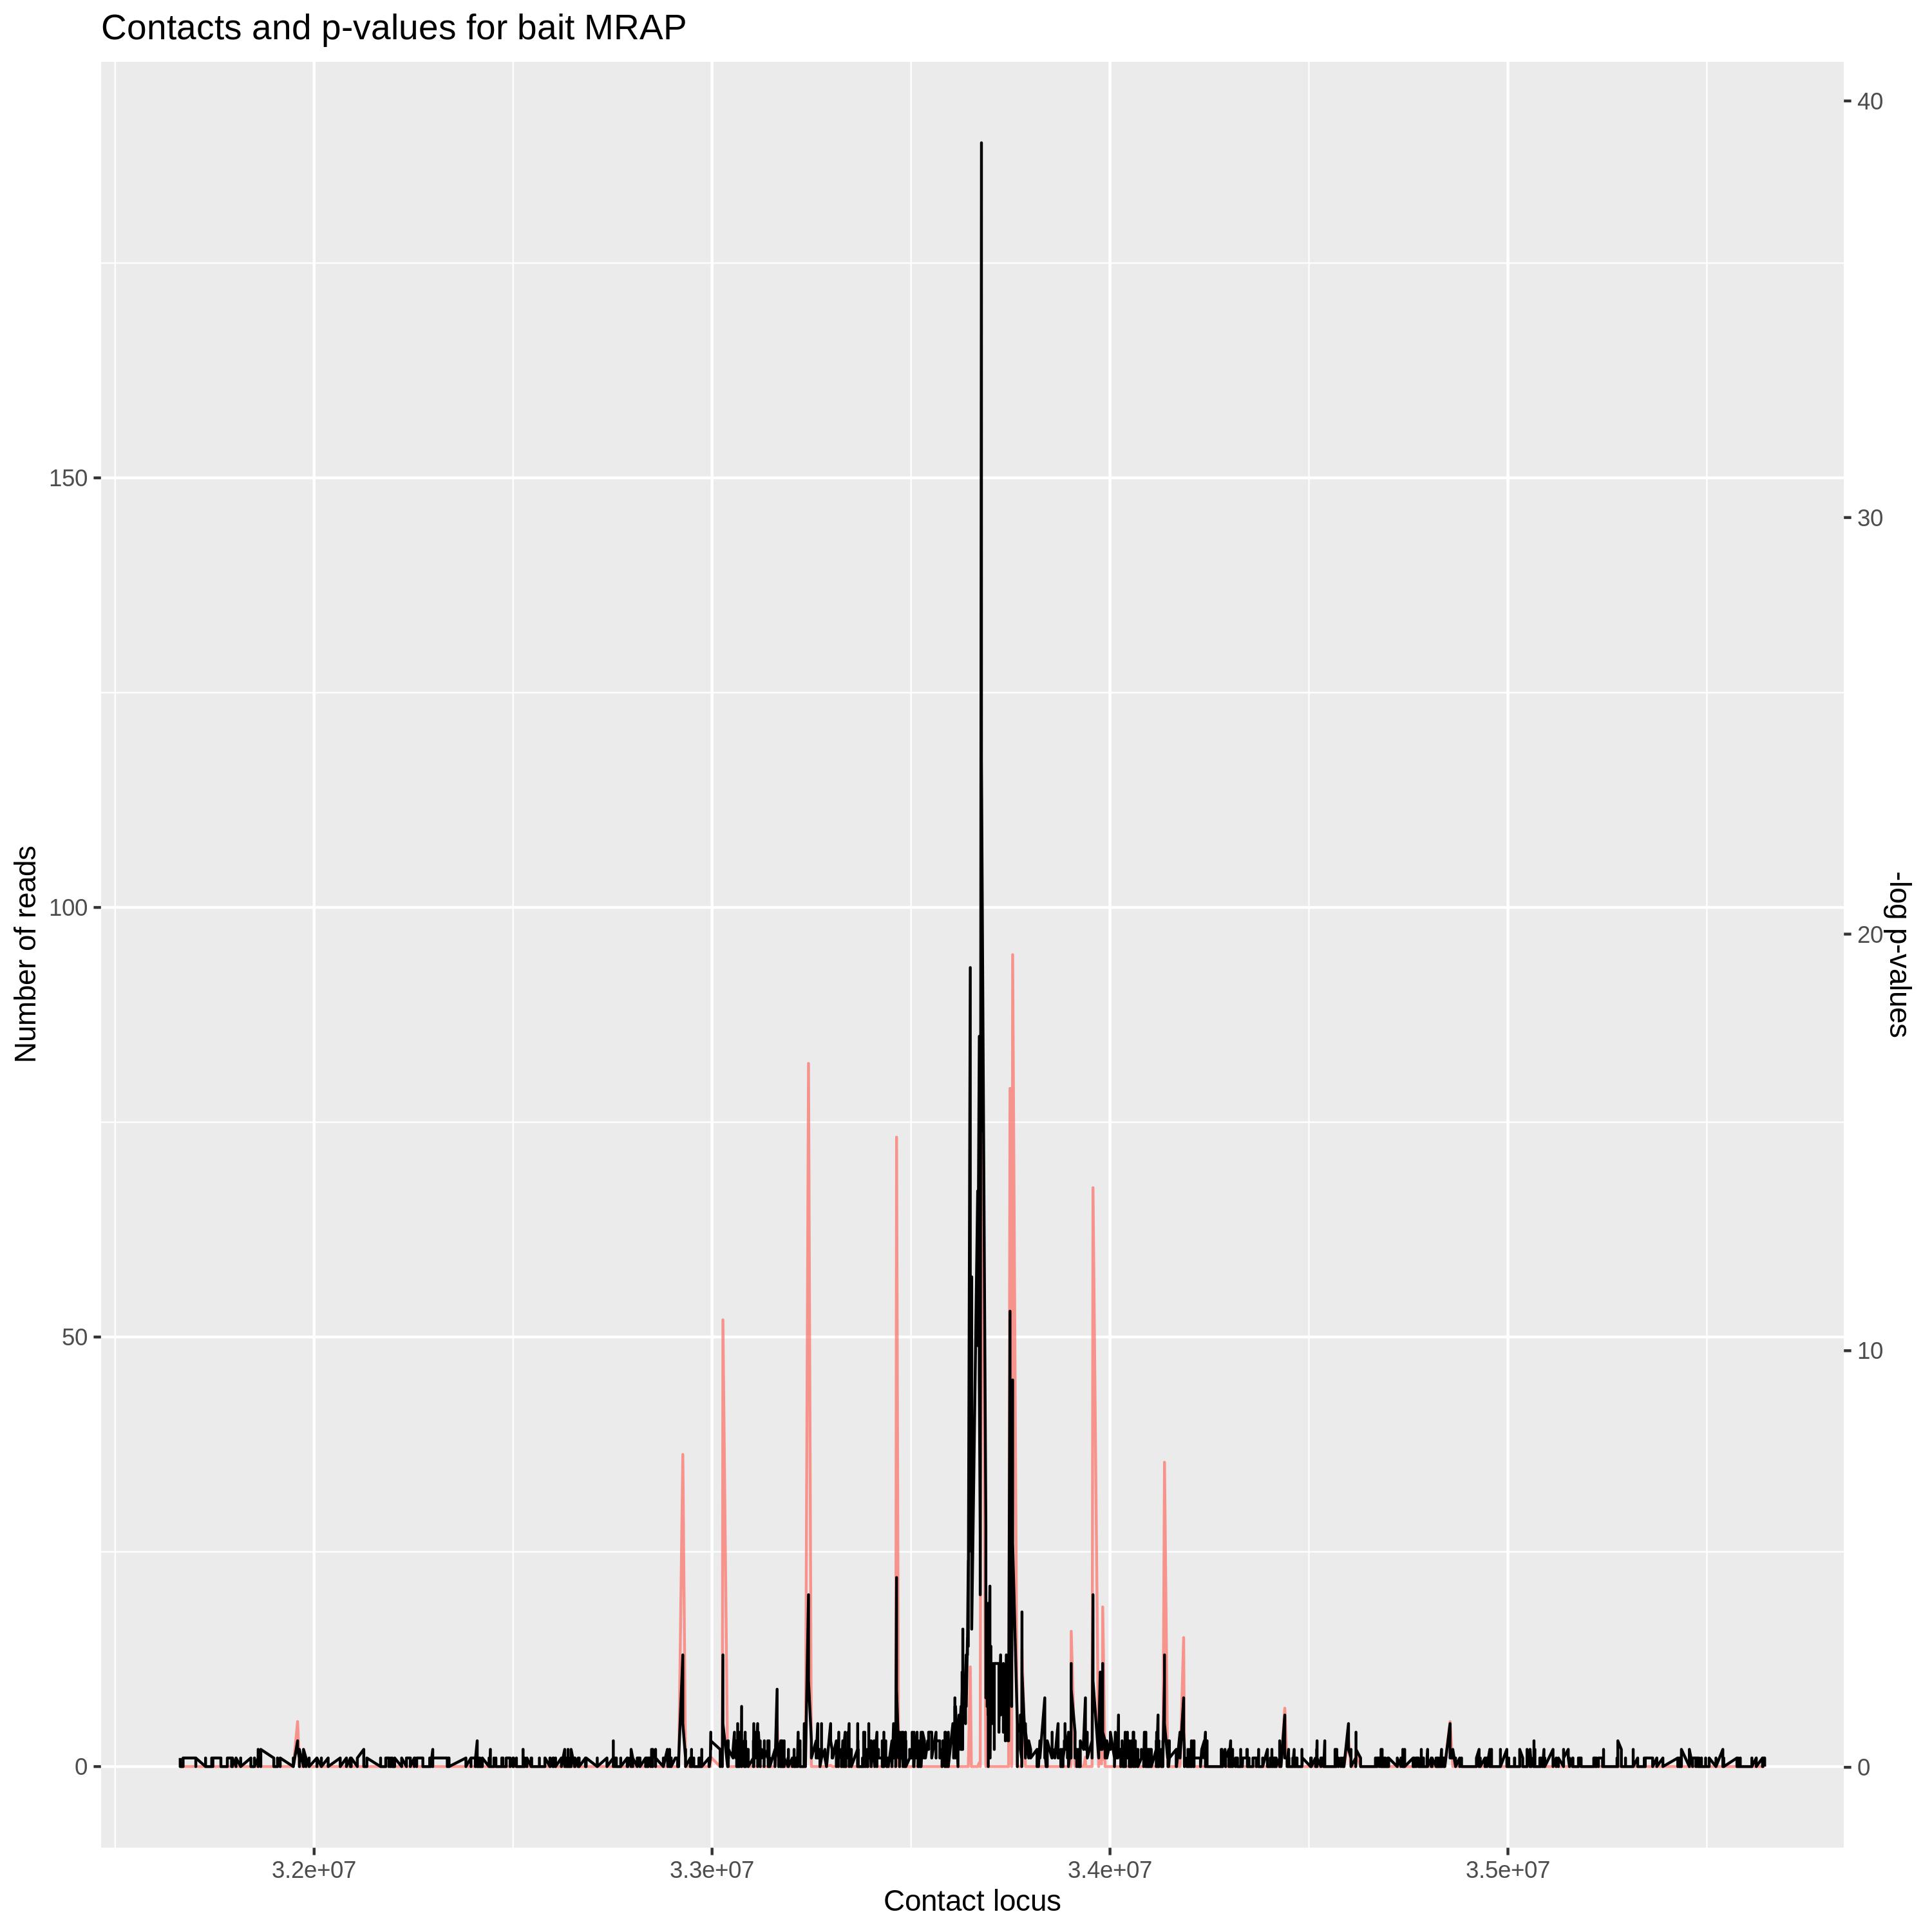 Contacts and p-values for bait MRAP
40
150
30
Number of reads
100
20
-log p-values
50
10
0
0
3.2e+07
3.3e+07
3.4e+07
3.5e+07
Contact locus